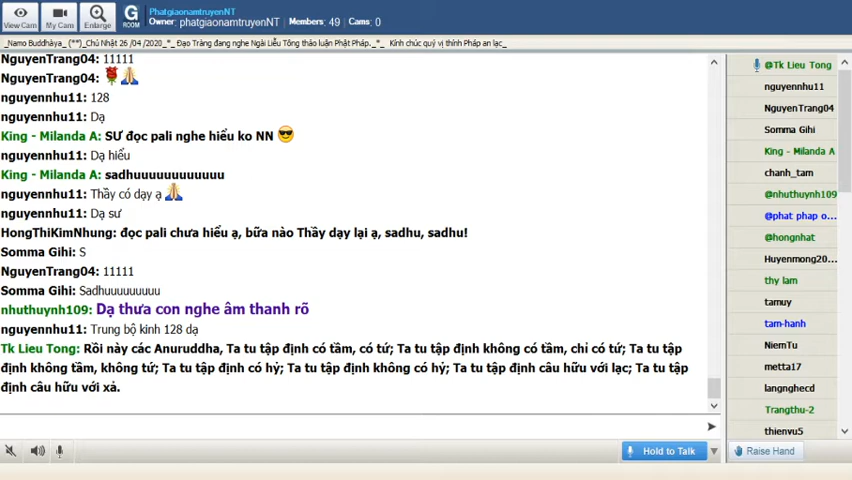 PhatgiaonamtruyenNT
Owner: phatgiaonamtruyenNT Members: 49 Cams: 0
View Cam My Cam Enlarge G ROOM
_Namo Buddhàya_ (**)_Chủ Nhật 26 /04 /2020_*_ Đạo Tràng đang nghe Ngài Liễu Tông thảo luận Phật Pháp._*_ Kính chúc quý vị thính Pháp an lạc_
NguyenTrang04: 11111
NguyenTrang04:
nguyennhu11: 128
nguyennhu11: Dạ
King - Milanda A: SƯ đọc pali nghe hiểu ko NN
nguyennhu11: Dạ hiểu
King - Milanda A: sadhuuuuuuuuuuuu
nguyennhu11: Thầy có dạy ạ
nguyennhu11: Dạ sư
HongThiKimNhung: đọc pali chưa hiểu ạ, bữa nào Thầy dạy lại ạ, sadhu, sadhu!
Somma Gihi: S
NguyenTrang04: 11111
Somma Gihi: Sadhuuuuuuuuu
nhuthuynh109: Dạ thưa con nghe âm thanh rõ
nguyennhu11: Trung bộ kinh 128 dạ
Tk Lieu Tong: Rồi này các Anuruddha, Ta tu tập định có tầm, có tứ; Ta tu tập định không có tầm, chỉ có tứ; Ta tu tập
định không tầm, không tứ; Ta tu tập định có hỷ; Ta tu tập định không có hỷ; Ta tu tập định câu hữu với lạc; Ta tu tập
định câu hữu với xả.
@Tk Lieu Tong
nguyennhu11
NguyenTrang04
Somma Gihi
King - Milanda A
chanh_tam
@nhuthuynh109
@phat phap o...
@hongnhat
Huyenmong20...
thy lam
tamuy
tam-hanh
NiemTu
metta17
langnghecd
Trangthu-2
thienvu5
Hold to Talk
Raise Hand